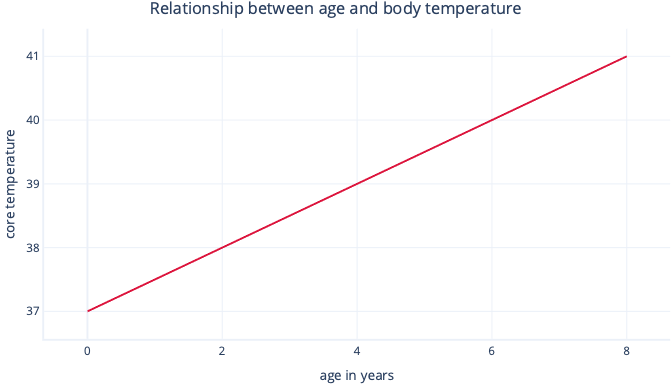 Relationship between age and body temperature
41
40
39
38
37
core temperature
0 2 4 6 8
age in years